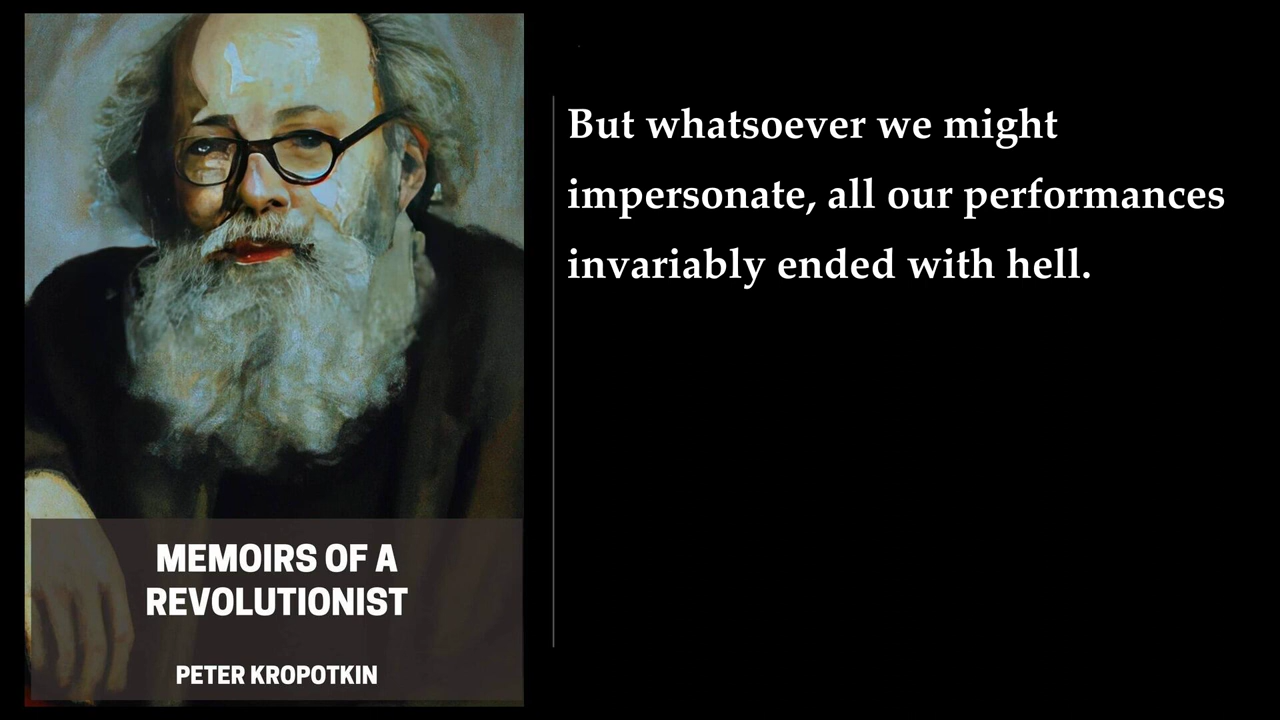 But whatsoever we might
impersonate, all our performances
invariably ended with hell.
MEMOIRS OF A
REVOLUTIONIST
PETER KROPOTKIN